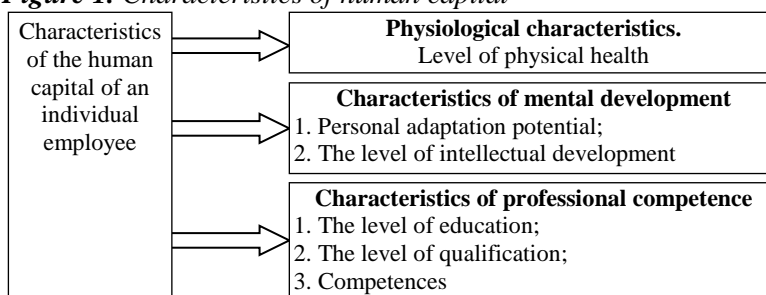 Figure 1. Characteristics of human capital
Characteristics
of the human
capital of an
individual
employee
Physiological characteristics.
Level of physical health
Characteristics of mental development
1. Personal adaptation potential;
2. The level of intellectual development
Characteristics of professional competence
1. The level of education;
2. The level of qualification;
3. Competences